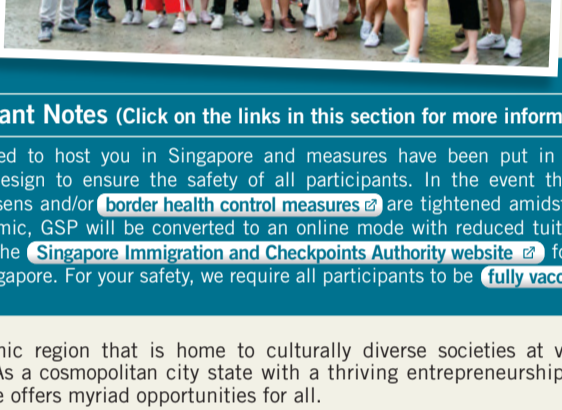 ant Notes (Click on the links in this section for more inform
ed to host you in Singapore and measures have been put in
esign to ensure the safety of all participants. In the event th
sens and/or border health control measures are tightened amids
mic, GSP will be converted to an online mode with reduced tuit
he Singapore Immigration and Checkpoints Authority website fo
gapore. For your safety, we require all participants to be fully vacc
nic region that is home to culturally diverse societies at v
As a cosmopolitan city state with a thriving entrepreneurship
e offers myriad opportunities for all.